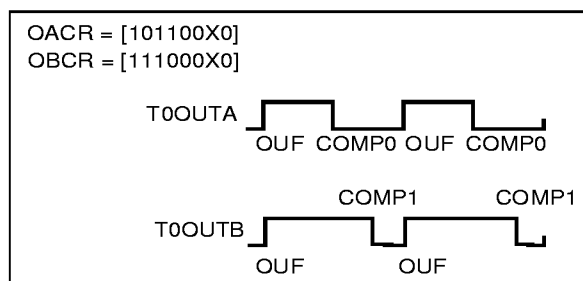 OACR = [101100X0]
OBCR = [111000X0]
T0OUTA
OUF COMP0 OUF COMP0
COMP1 COMP1
T0OUTB
OUF OUF